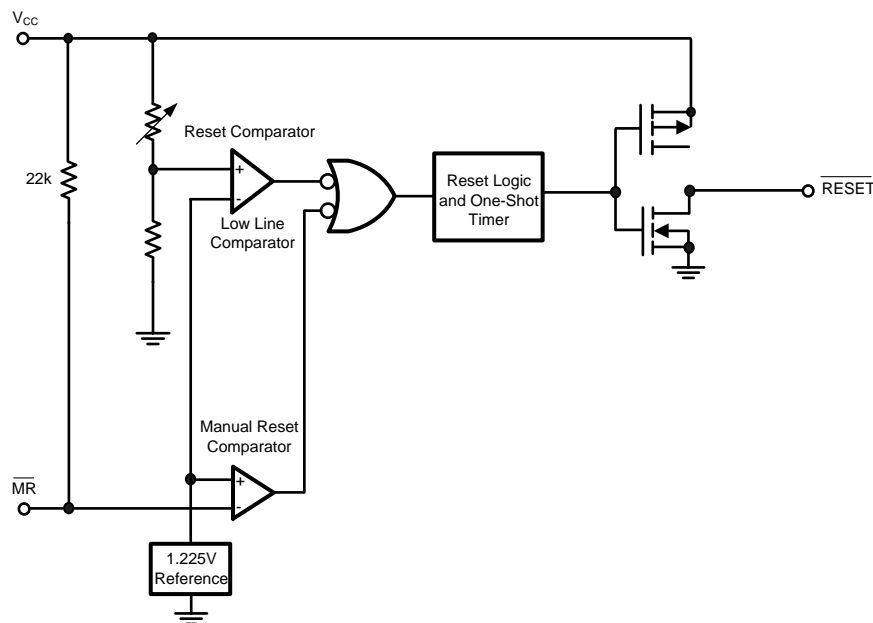 V_CC
Reset Comparator
+
-
22k
Low Line
Comparator
Reset Logic
and One-Shot
Timer
RESET
Manual Reset
Comparator
MR
+
-
1.225V
Reference